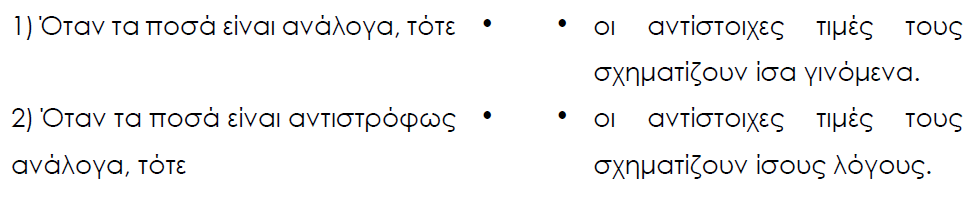 1) Όταν τα ποσά είναι ανάλογα, τότε • • οι αντίστοιχες τιμές τους
σχηματίζουν ίσα γινόμενα.
2) Όταν τα ποσά είναι αντιστρόφως • • οι αντίστοιχες τιμές τους
ανάλογα, τότε σχηματίζουν ίσους λόγους.